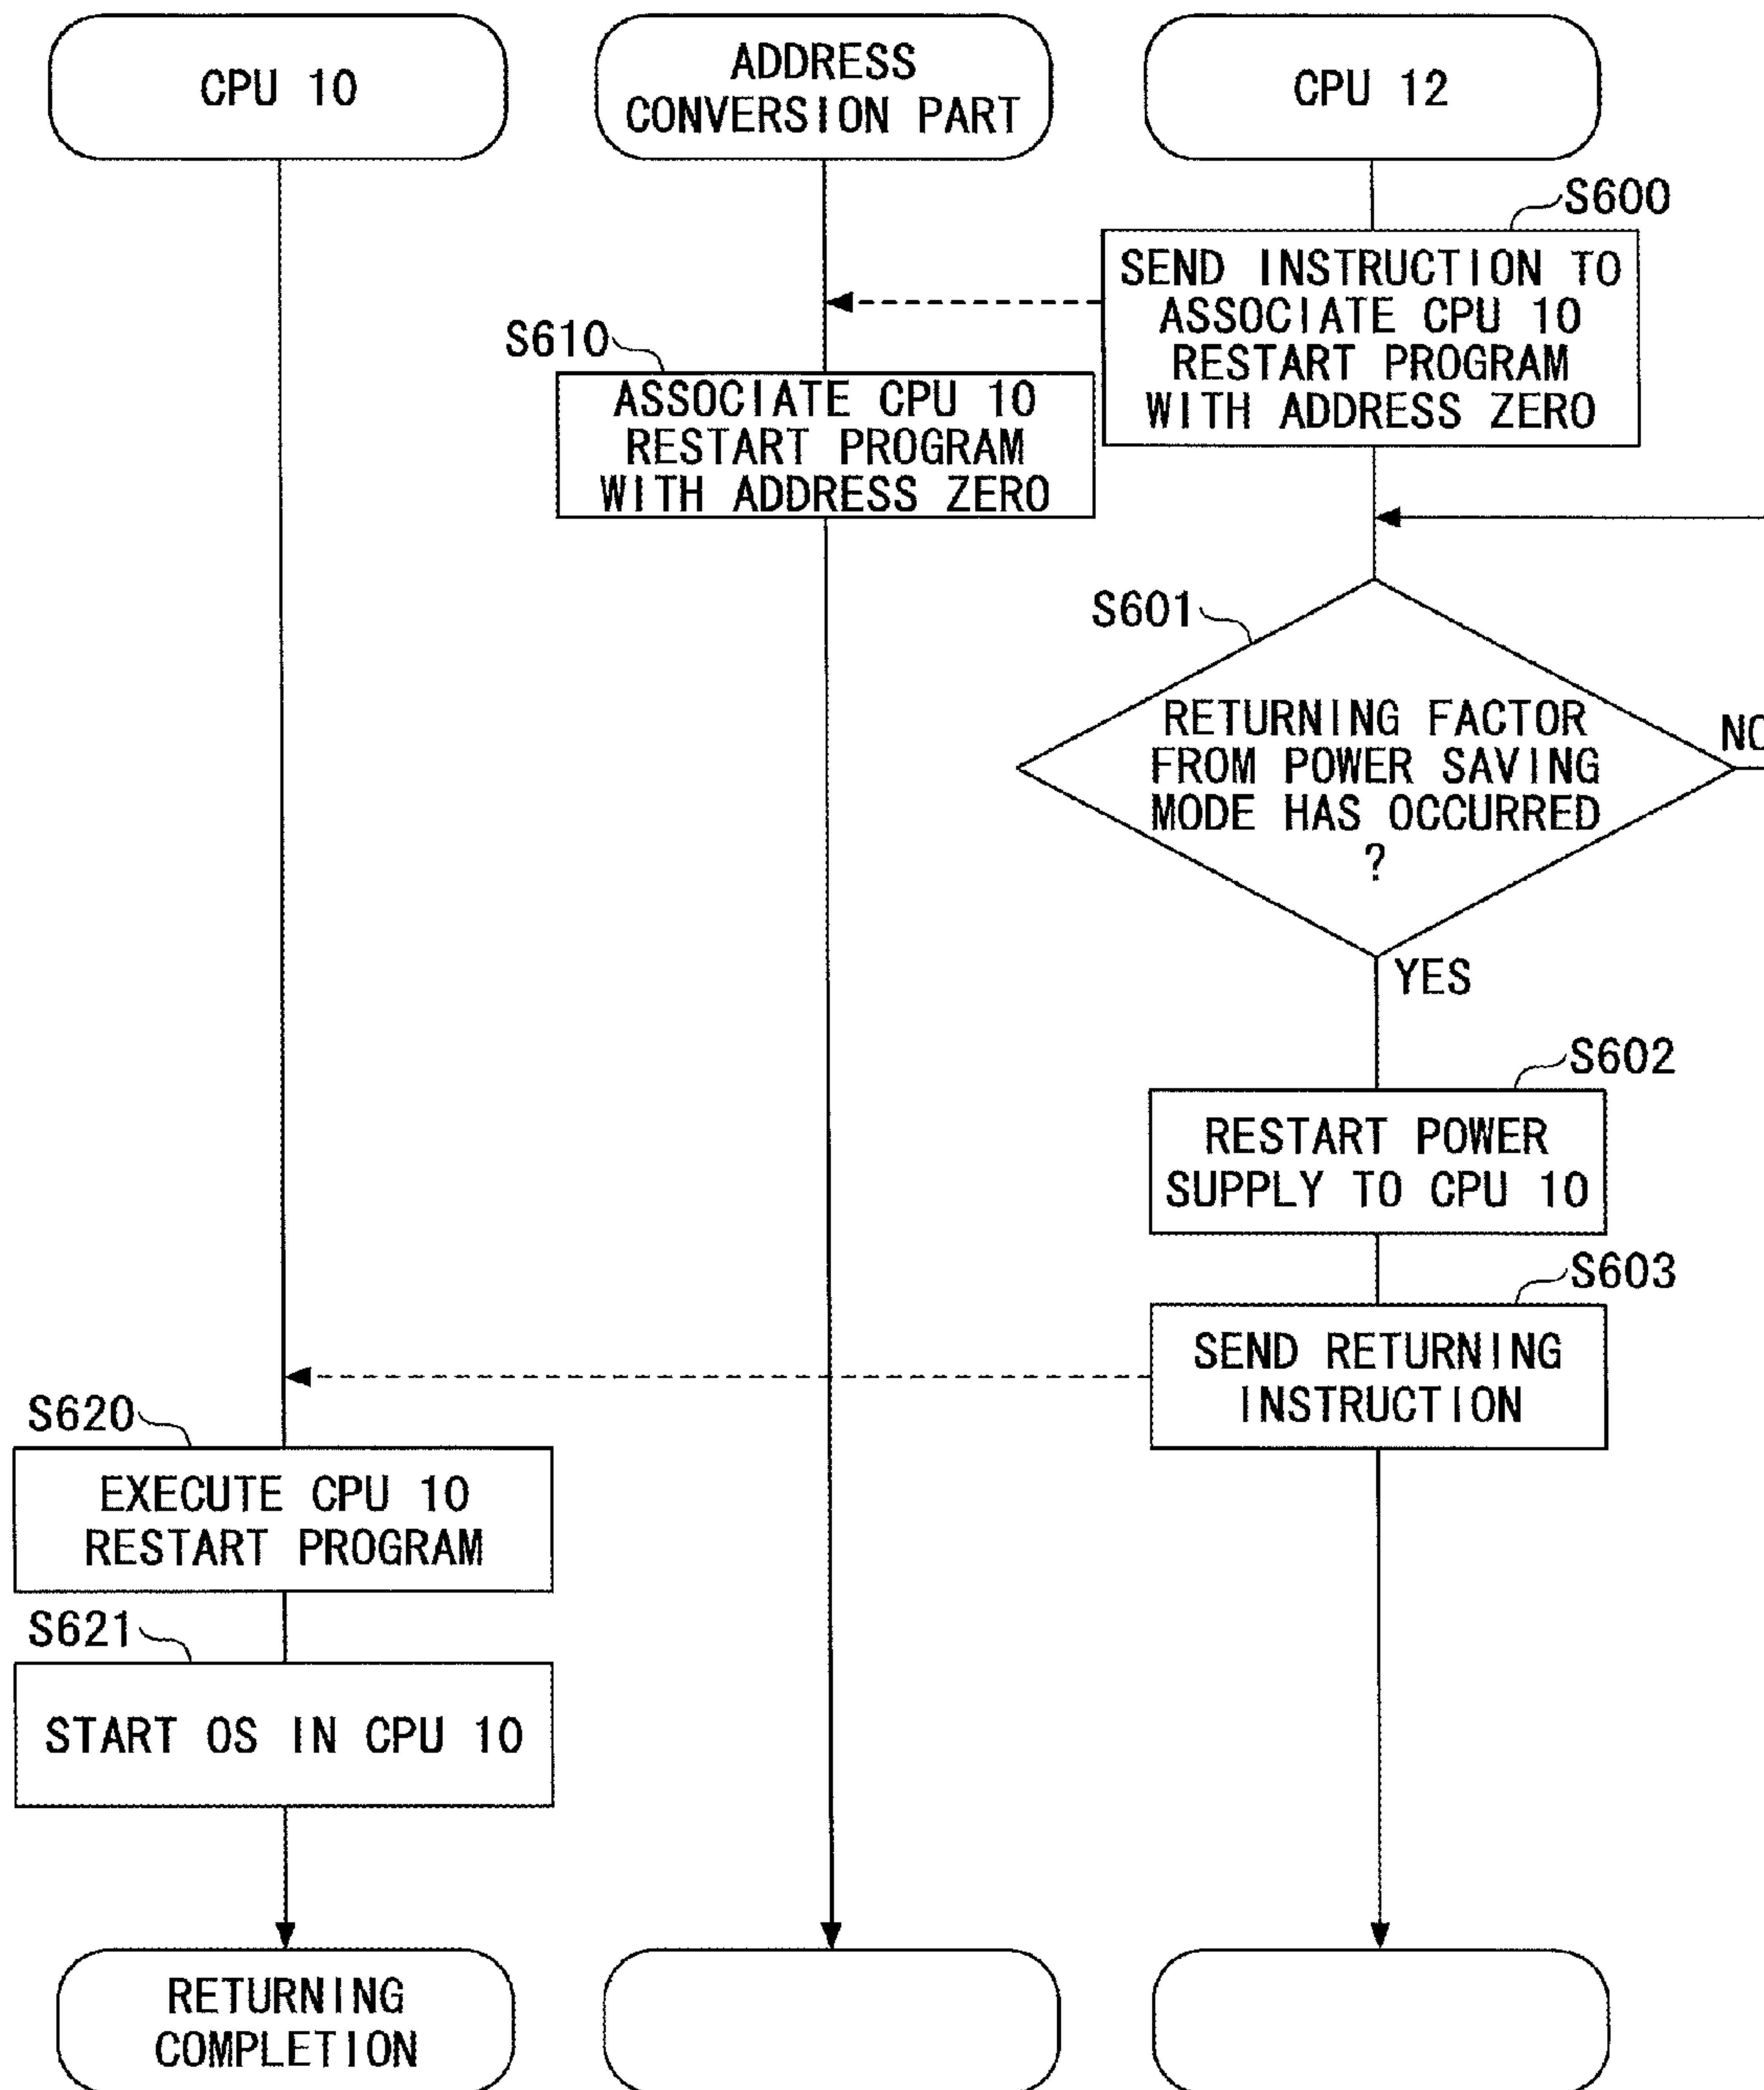 CPU 10
ADDRESS
CONVERSION PART
CPU 12
S600
SEND INSTRUCTION TO
ASSOCIATE CPU 10
RESTART PROGRAM
WITH ADDRESS ZERO
S610
ASSOCIATE CPU 10
RESTART PROGRAM
WITH ADDRESS ZERO
S601
RETURNING FACTOR
FROM POWER SAVING
MODE HAS OCCURRED
?
NO
YES
S602
RESTART POWER
SUPPLY TO CPU 10
S603
SEND RETURNING
INSTRUCTION
S620
EXECUTE CPU 10
RESTART PROGRAM
S621
START OS IN CPU 10
RETURNING
COMPLETION